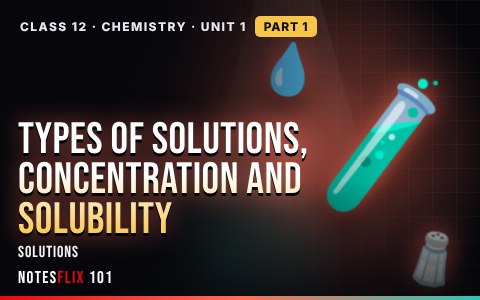 CLASS 12 · CHEMISTRY · UNIT 1 PART 1
TYPES OF SOLUTIONS,
CONCENTRATION AND
SOLUBILITY
SOLUTIONS
NOTESFLIX 101